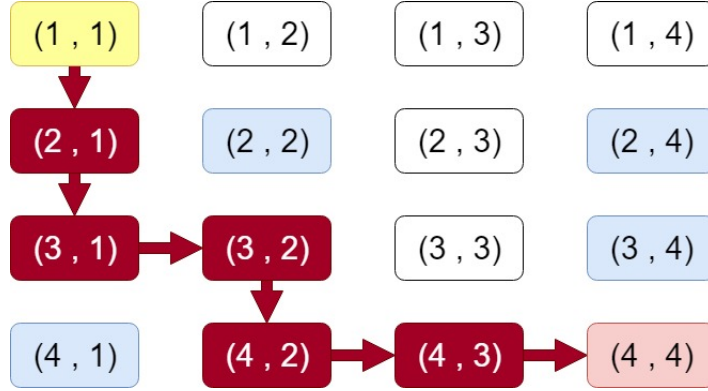 (1 , 1) (1 , 2) (1 , 3) (1 , 4)
(2 , 1) (2 , 2) (2 , 3) (2 , 4)
(3 , 1) (3 , 2) (3 , 3) (3 , 4)
(4 , 1) (4 , 2) (4 , 3) (4 , 4)